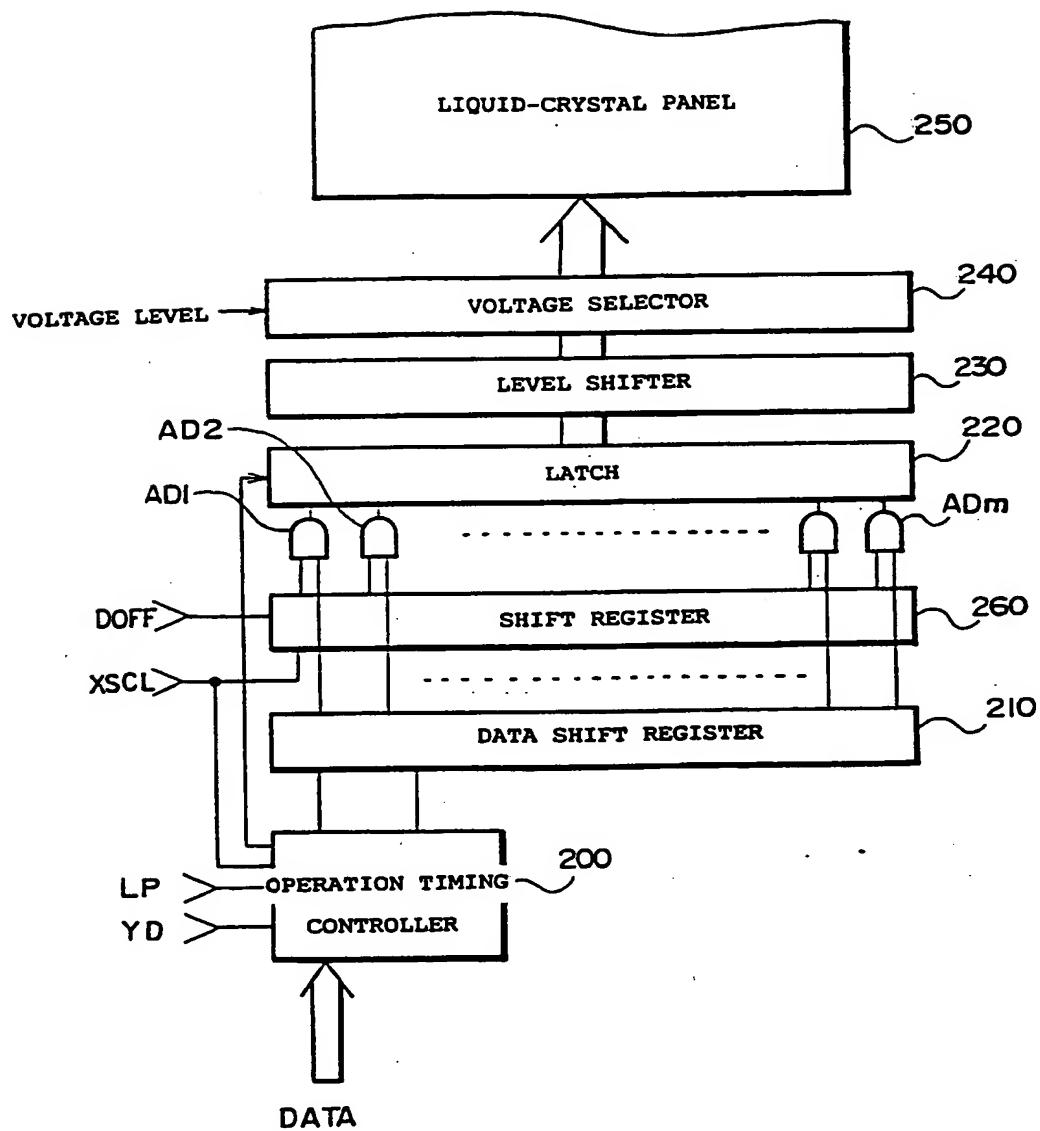 LIQUID-CRYSTAL PANEL
250
240
VOLTAGE LEVEL
VOLTAGE SELECTOR
230
LEVEL SHIFTER
AD2
220
LATCH
AD1
ADm
DOFF
SHIFT REGISTER
260
XSCL
210
DATA SHIFT REGISTER
200
LP
OPERATION TIMING
YD
CONTROLLER
DATA